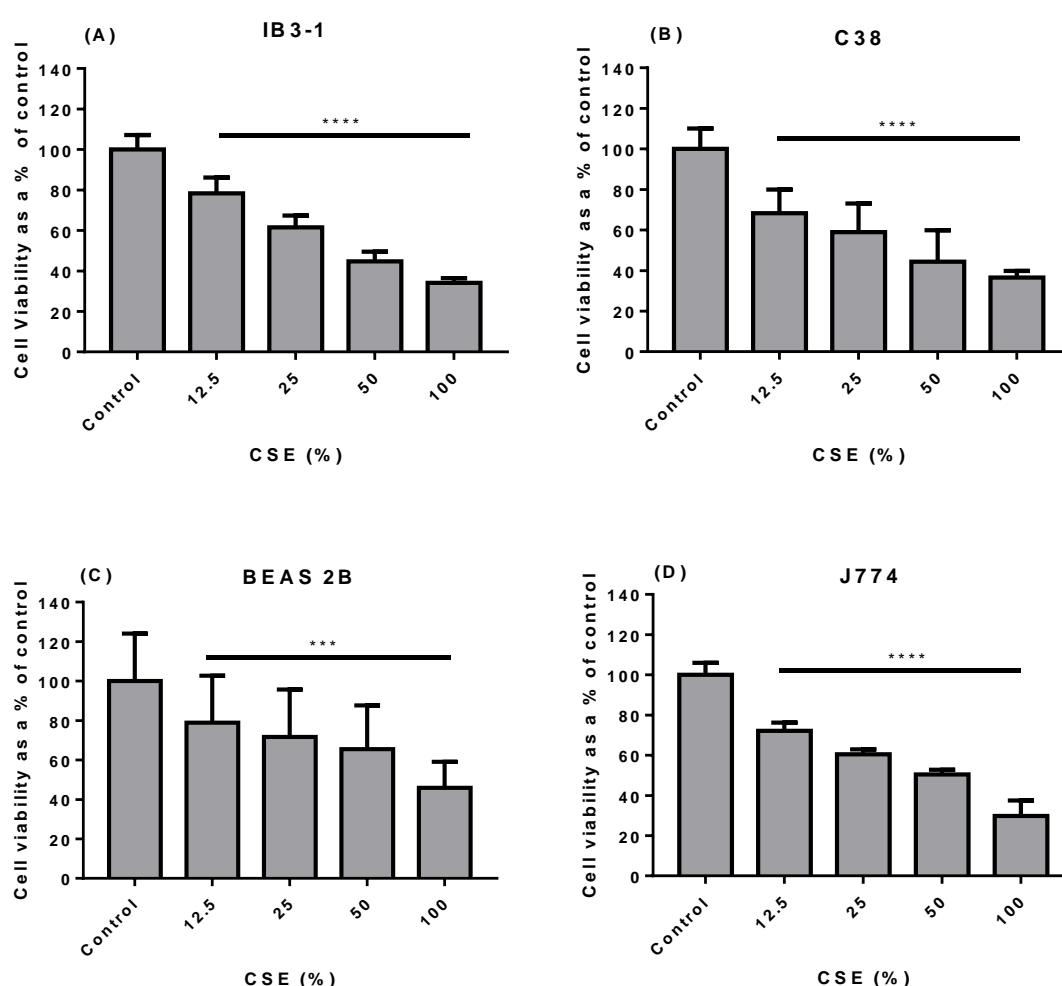 (A) IB3-1
Cell Viability as a % of control
140
120
100
80
60
40
20
0
****
Control 12.5 25 50 100
CSE (%)
(B) C38
Cell viability as a % of control
140
120
100
80
60
40
20
0
****
Control 12.5 25 50 100
CSE (%)
(C) BEAS 2B
Cell viability as a % of control
140
120
100
80
60
40
20
0
***
Control 12.5 25 50 100
CSE (%)
(D) J774
Cell viability as a % of control
140
120
100
80
60
40
20
0
****
Control 12.5 25 50 100
CSE (%)